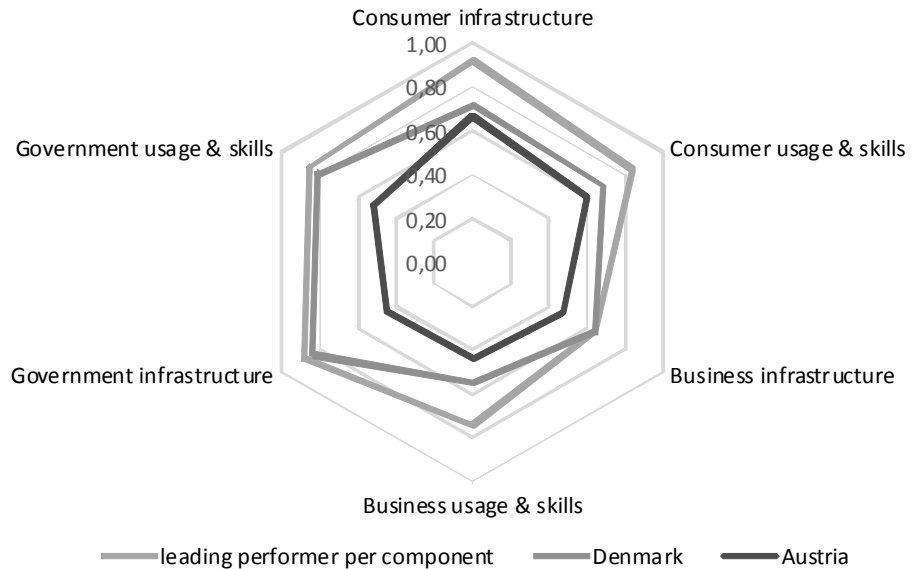 Consumer infrastructure
1,00
0,80
0,60
0,40
0,20
0,00
Government usage & skills
Consumer usage & skills
Government infrastructure
Business infrastructure
Business usage & skills
leading performer per component
Denmark
Austria